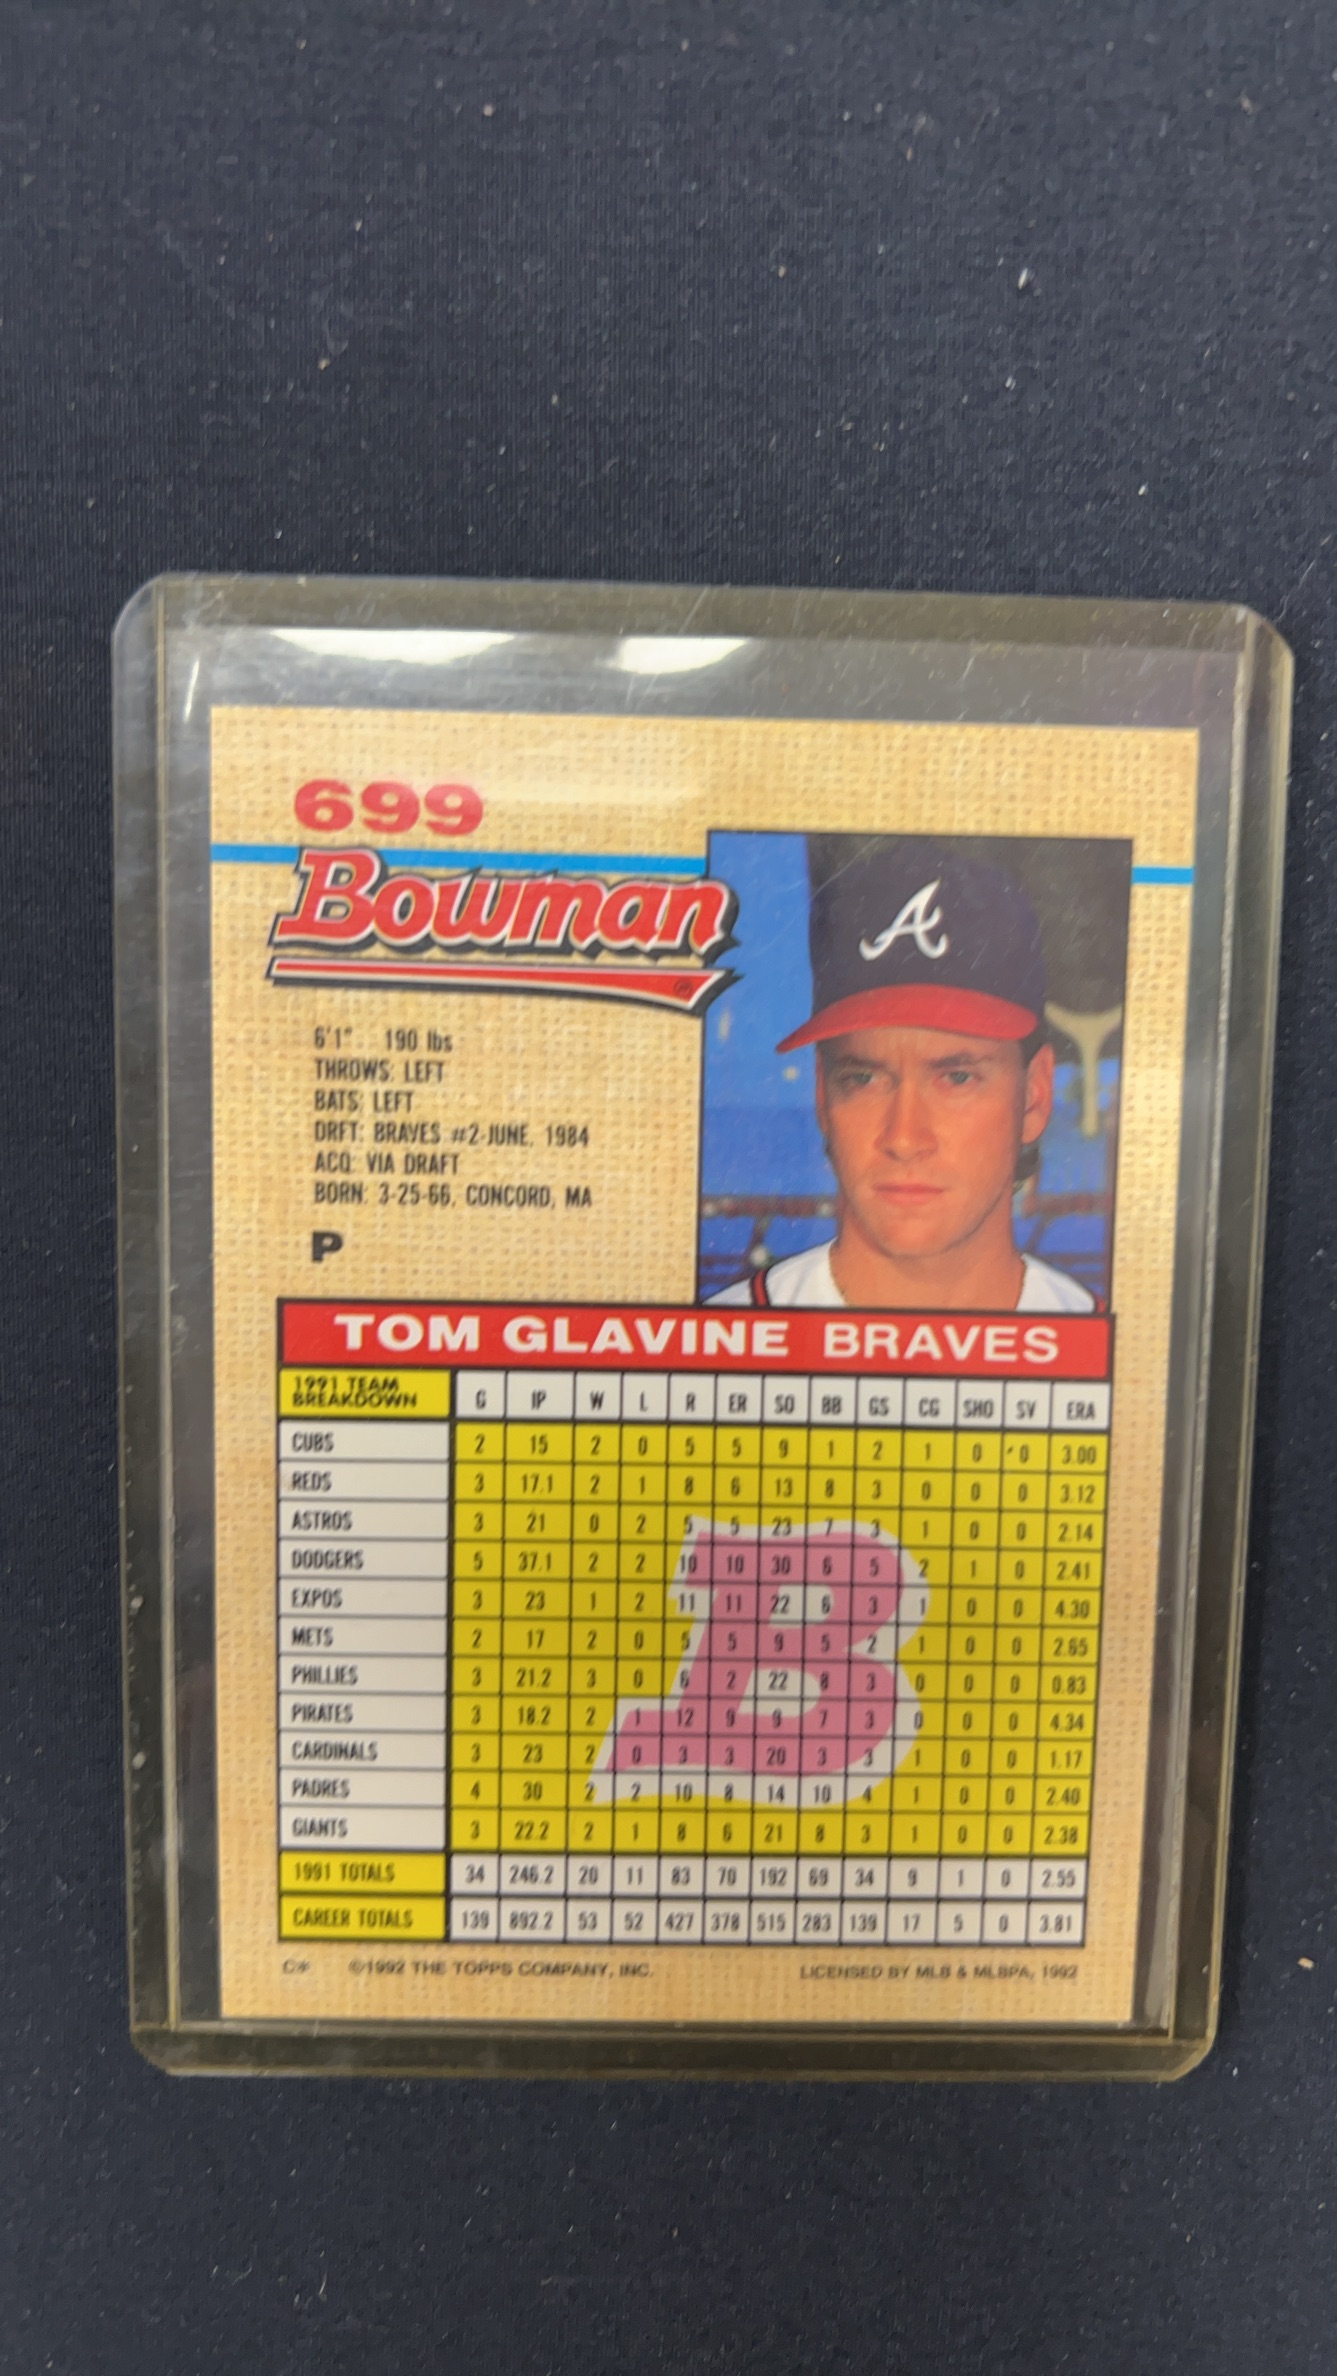 699
Bowman
6'1" 190 lbs
THROWS: LEFT
BATS: LEFT
DRFT: BRAVES #2-JUNE, 1984
ACQ: VIA DRAFT
BORN: 3-25-66, CONCORD, MA
P
A
TOM GLAVINE BRAVES
1991 TEAM BREAKDOWN G IP W L R ER SO BB GS CG SHO SV ERA
CUBS 2 15 2 0 5 5 9 1 2 1 0 0 3.00
REDS 3 17.1 2 1 8 6 13 8 3 0 0 0 3.12
ASTROS 3 21 0 2 5 5 23 7 3 1 0 0 2.14
DODGERS 5 37.1 2 2 10 10 30 6 5 2 1 0 2.41
EXPOS 3 23 1 2 11 11 22 6 3 1 0 0 4.30
METS 2 17 2 0 5 5 9 5 2 1 0 0 2.65
PHILLIES 3 21.2 3 0 6 2 22 8 3 0 0 0 0.83
PIRATES 3 18.2 2 1 12 9 9 7 3 0 0 0 4.34
CARDINALS 3 23 2 0 3 3 20 3 3 1 0 0 1.17
PADRES 4 30 2 2 10 8 14 10 4 1 0 0 2.40
GIANTS 3 22.2 2 1 8 6 21 8 3 1 0 0 2.38
1991 TOTALS 34 246.2 20 11 83 70 192 69 34 9 1 0 2.55
CAREER TOTALS 139 892.2 53 52 427 378 515 283 139 17 5 0 3.81
C* ©1992 THE TOPPS COMPANY, INC. LICENSED BY MLB & MLBPA, 1992